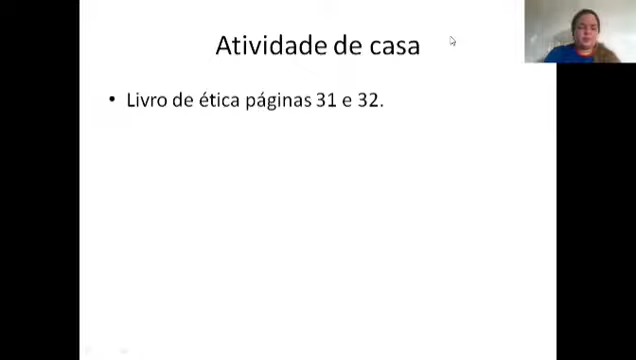 Atividade de casa
• Livro de ética páginas 31 e 32.